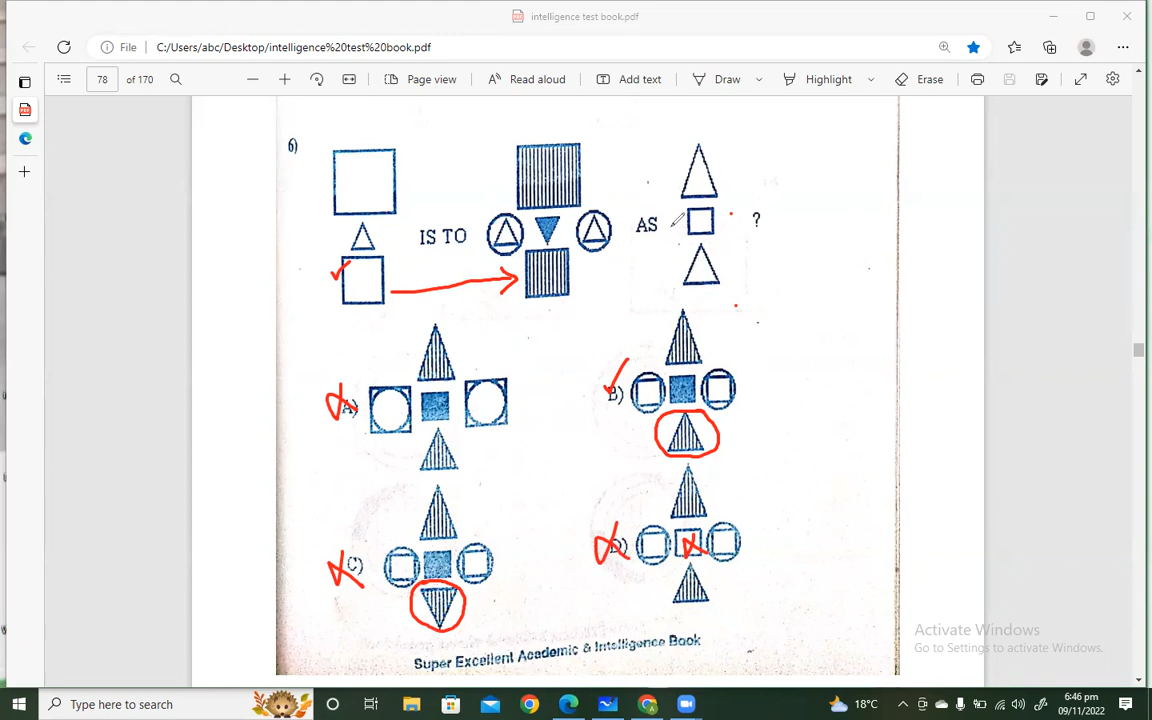 intelligence test book.pdf
File C:/Users/abc/Desktop/intelligence%20test%20book.pdf
78 of 170 Page view Read aloud Add text Draw Highlight Erase
6)
IS TO AS ?
A) B)
C) D)
Super Excellent Academic & Intelligence Book
Activate Windows
Go to Settings to activate Windows.
Type here to search 18°C 6:46 pm
09/11/2022